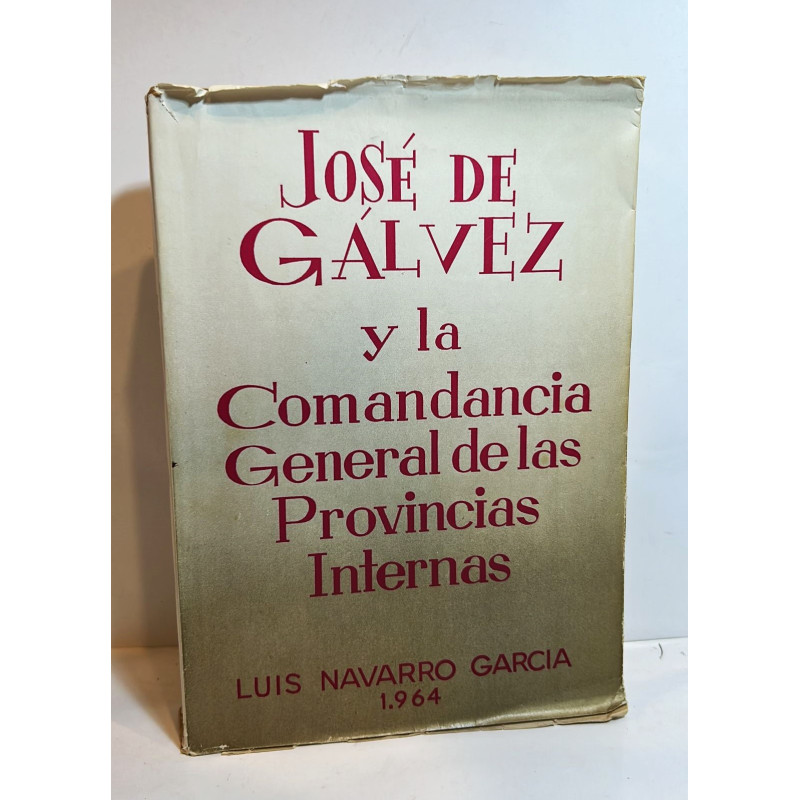 JOSÉ DE
GÁLVEZ
y la
Comandancia
General de las
Provincias
Internas
LUIS NAVARRO GARCIA
1.964